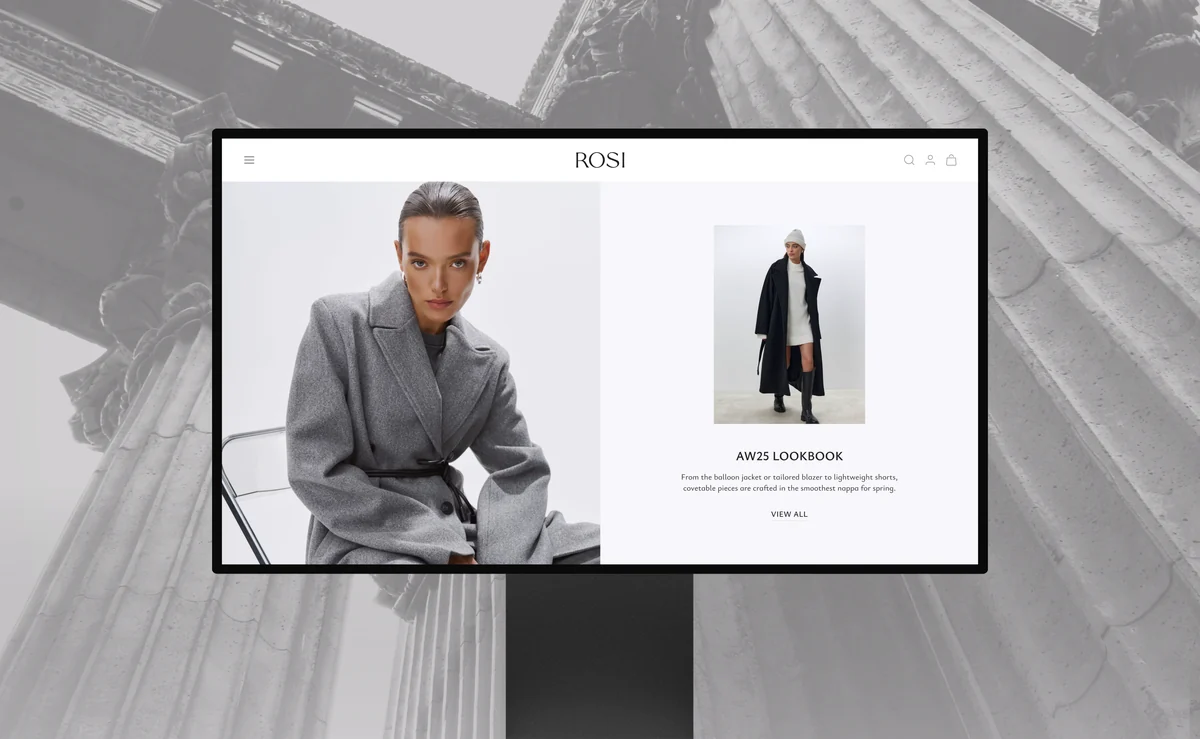 ROSI
AW25 LOOKBOOK
From the balloon jacket or tailored blazer to lightweight shorts,
covetable pieces are crafted in the smoothest nappa for spring.
VIEW ALL